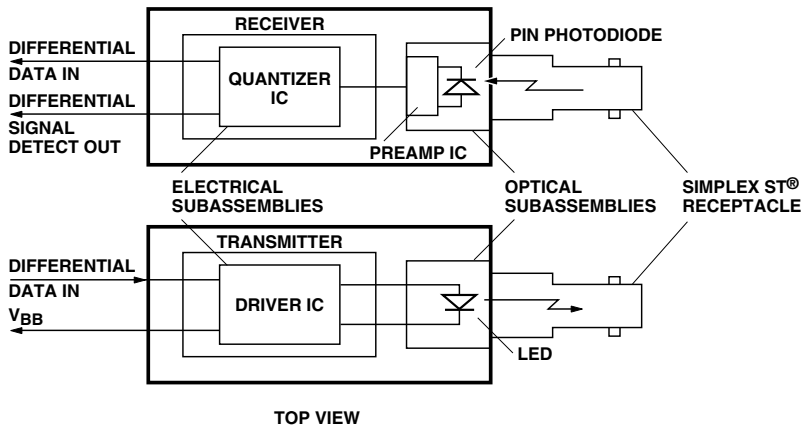 RECEIVER
DIFFERENTIAL
DATA IN
DIFFERENTIAL
SIGNAL
DETECT OUT
QUANTIZER
IC
PIN PHOTODIODE
PREAMP IC
ELECTRICAL
SUBASSEMBLIES
OPTICAL
SUBASSEMBLIES
SIMPLEX ST®
RECEPTACLE
TRANSMITTER
DIFFERENTIAL
DATA IN
VBB
DRIVER IC
LED
TOP VIEW